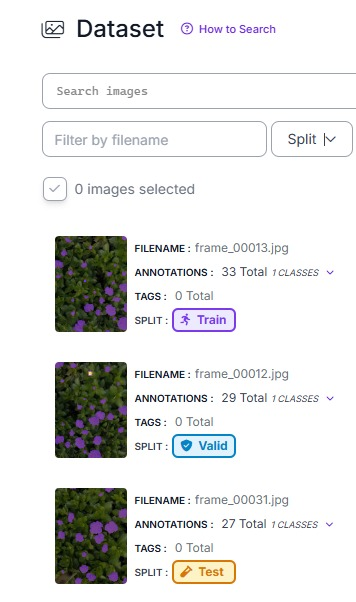 Dataset
How to Search
Search images
Filter by filename
Split
0 images selected
FILENAME : frame_00013.jpg
ANNOTATIONS : 33 Total 1 CLASSES
TAGS : 0 Total
SPLIT : Train
FILENAME : frame_00012.jpg
ANNOTATIONS : 29 Total 1 CLASSES
TAGS : 0 Total
SPLIT : Valid
FILENAME : frame_00031.jpg
ANNOTATIONS : 27 Total 1 CLASSES
TAGS : 0 Total
SPLIT : Test